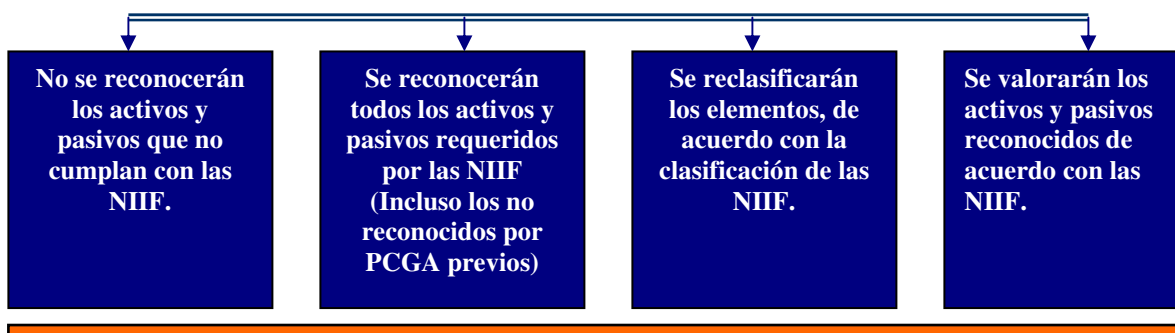 No se reconocerán
los activos y
pasivos que no
cumplan con las
NIIF.
Se reconocerán
todos los activos y
pasivos requeridos
por las NIIF
(Incluso los no
reconocidos por
PCGA previos)
Se reclasificarán
los elementos, de
acuerdo con la
clasificación de las
NIIF.
Se valorarán los
activos y pasivos
reconocidos de
acuerdo con las
NIIF.